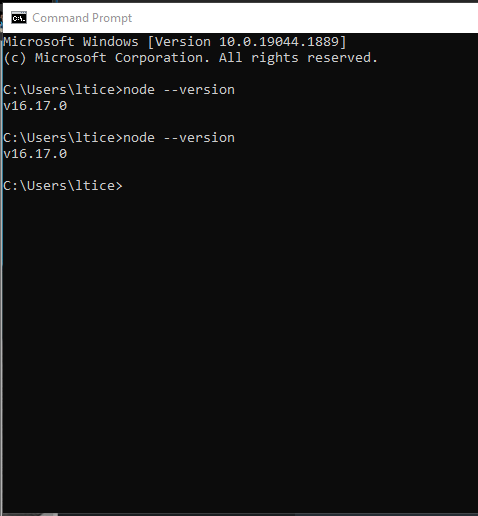 Command Prompt
Microsoft Windows [Version 10.0.19044.1889]
(c) Microsoft Corporation. All rights reserved.
C:\Users\ltice>node --version
v16.17.0
C:\Users\ltice>node --version
v16.17.0
C:\Users\ltice>